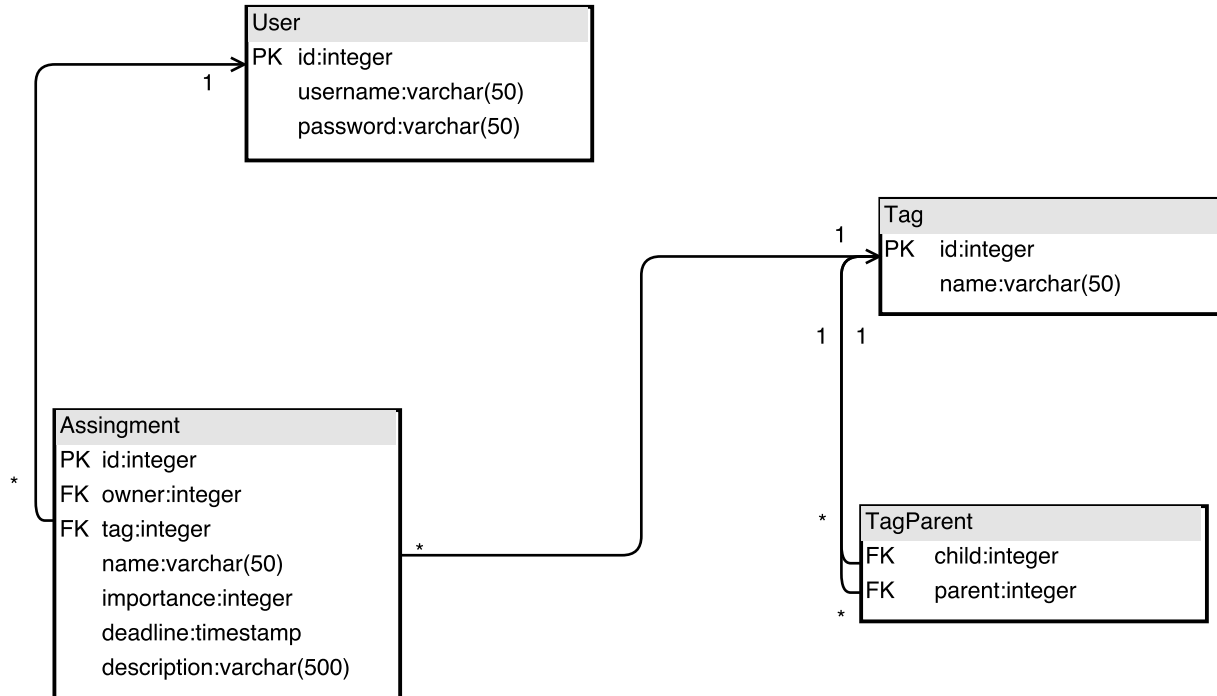 User
PK id:integer
username:varchar(50)
password:varchar(50)
1
Tag
PK id:integer
name:varchar(50)
1
1 1
Assingment
PK id:integer
FK owner:integer
FK tag:integer
name:varchar(50)
importance:integer
deadline:timestamp
description:varchar(500)
*
*
TagParent
FK child:integer
FK parent:integer
*
*